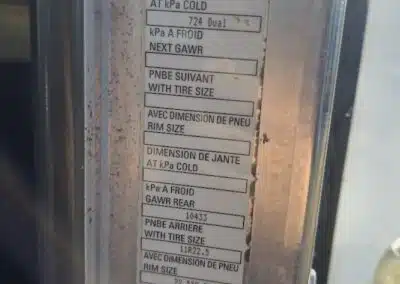 AT kPa COLD
724 Dual
kPa A FROID
NEXT GAWR
PNBE SUIVANT
WITH TIRE SIZE
AVEC DIMENSION DE PNEU
RIM SIZE
DIMENSION DE JANTE
AT kPa COLD
kPa A FROID
GAWR REAR
10433
PNBE ARRIERE
WITH TIRE SIZE
11R22.5
AVEC DIMENSION DE PNEU
RIM SIZE